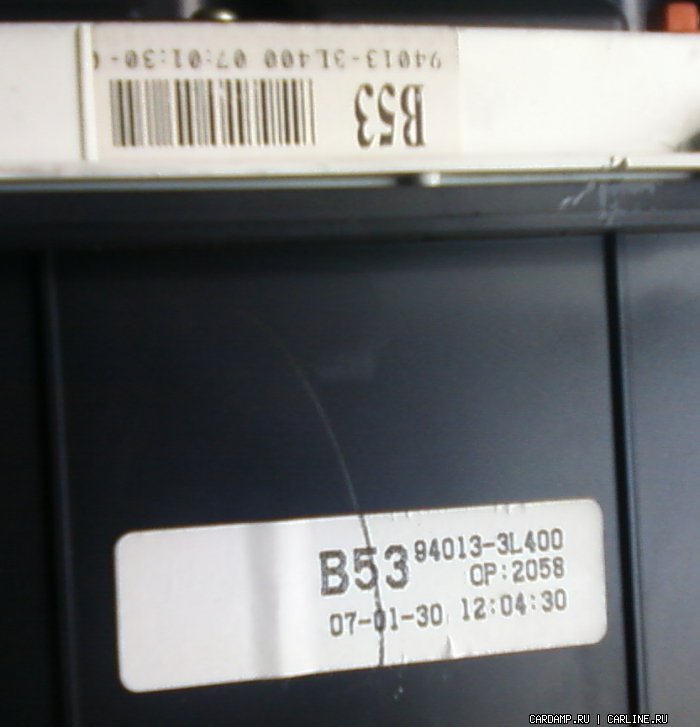 94013-3L400 0 07:01:30-
B53
B53 94013-3L400
OP:2058
07-01-30 12:04:30
CARDAMP.RU | CARLINE.RU